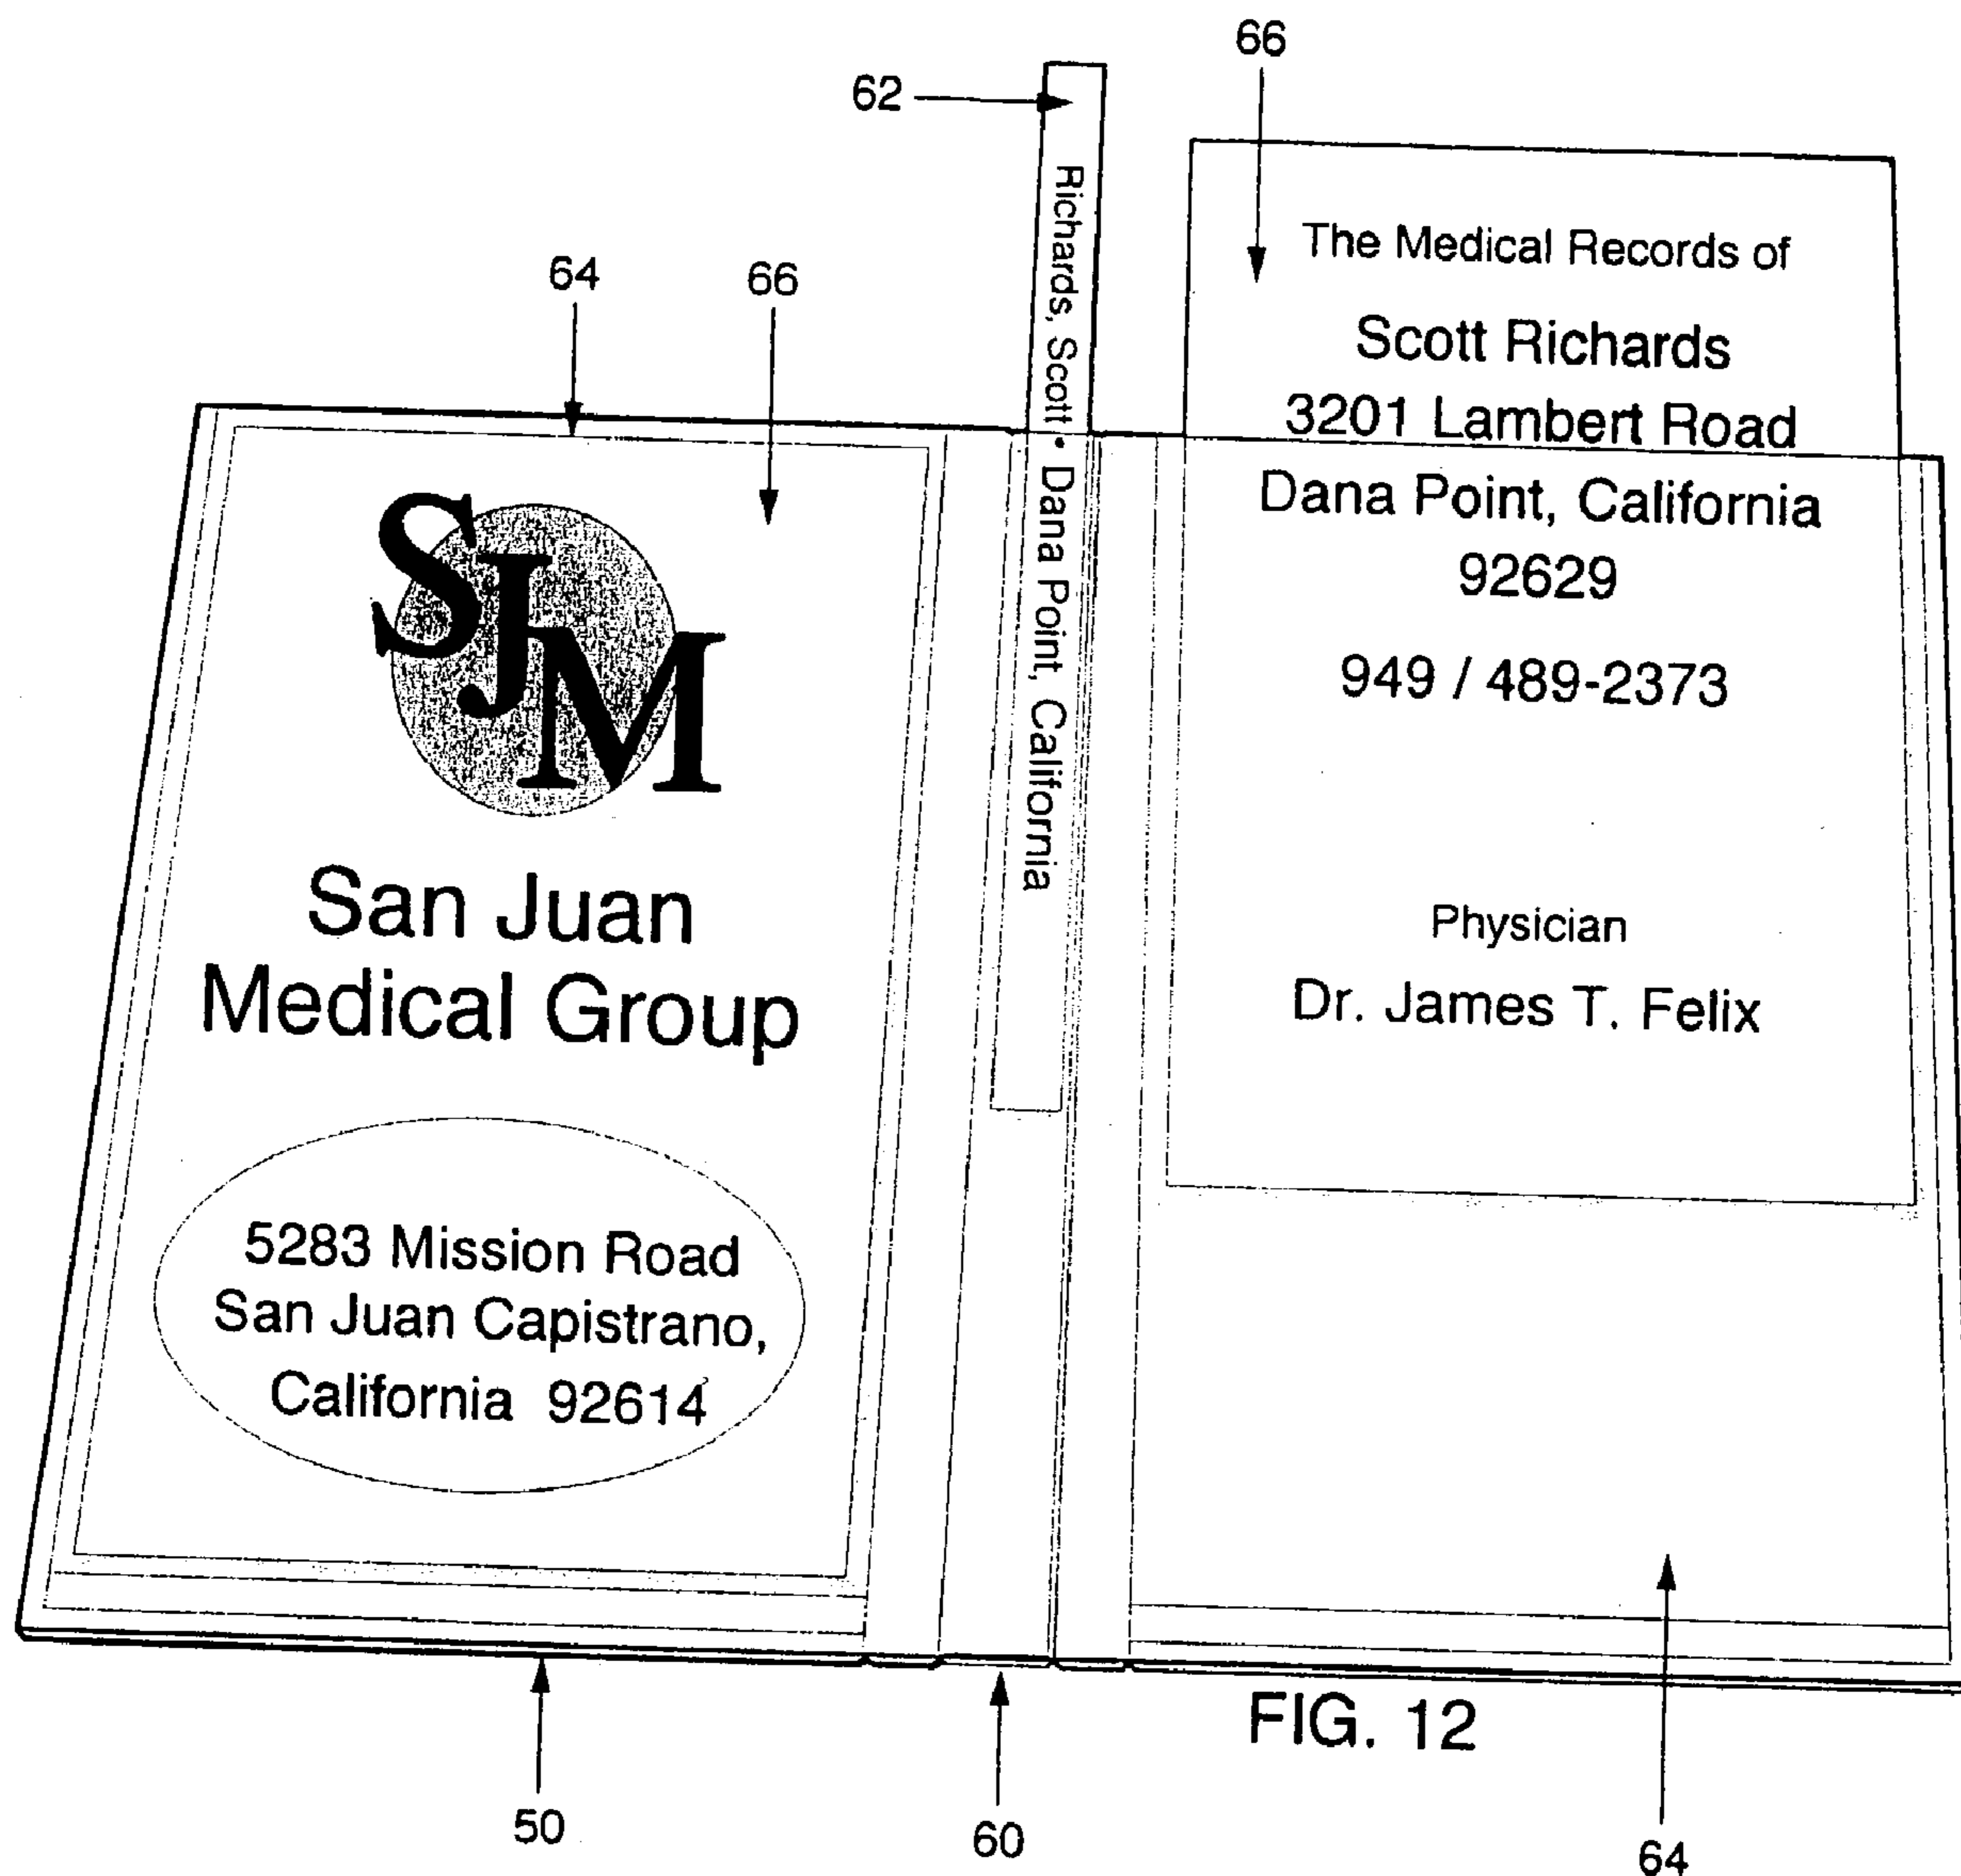 66
62
64
66
Richards, Scott • Dana Point, California
The Medical Records of
Scott Richards
3201 Lambert Road
Dana Point, California
92629
949 / 489-2373
Physician
Dr. James T. Felix
SJM
San Juan
Medical Group
5283 Mission Road
San Juan Capistrano,
California 92614
FIG. 12
50
60
64